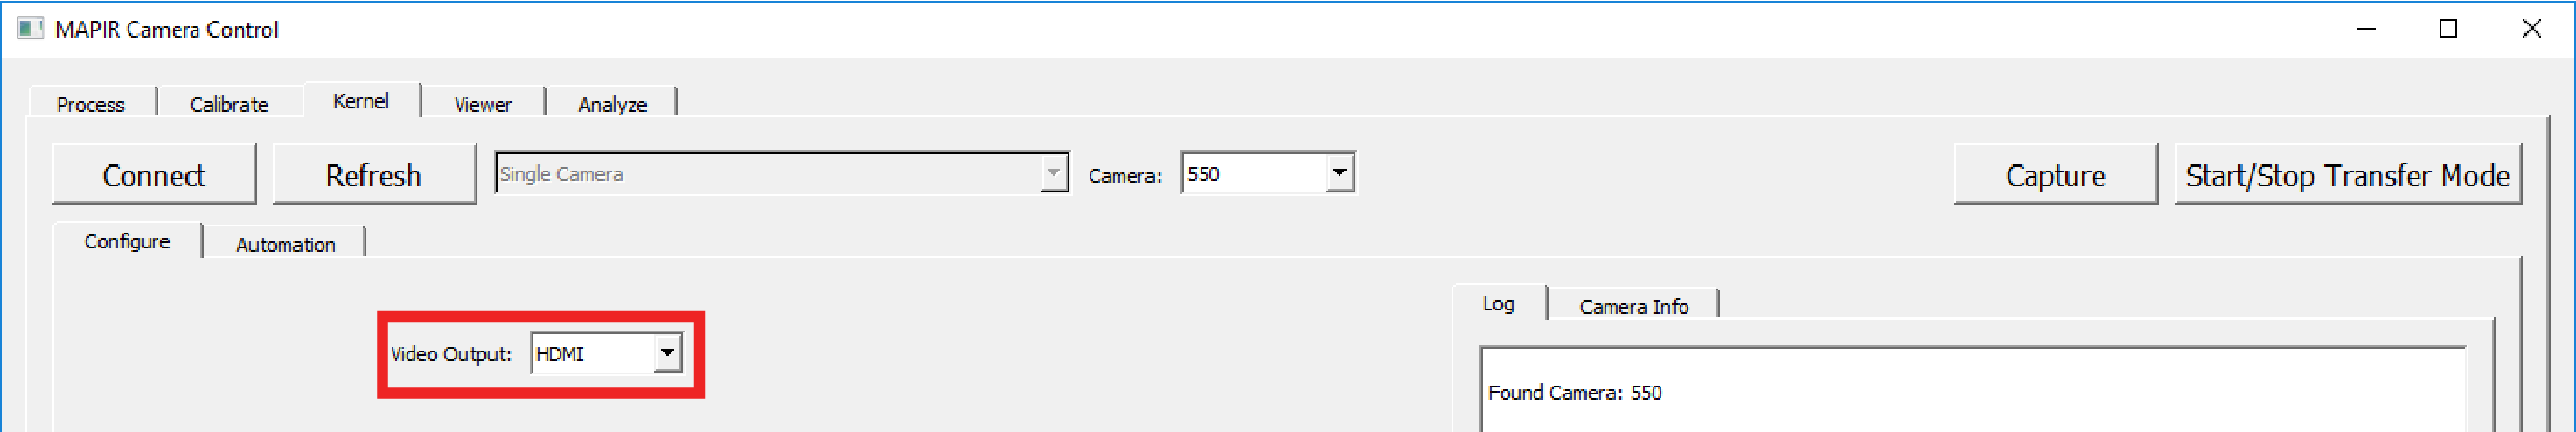 MAPIR Camera Control
Process Calibrate Kernel Viewer Analyze
Connect Refresh Single Camera Camera: 550 Capture Start/Stop Transfer Mode
Configure Automation
Log Camera Info
Video Output: HDMI
Found Camera: 550